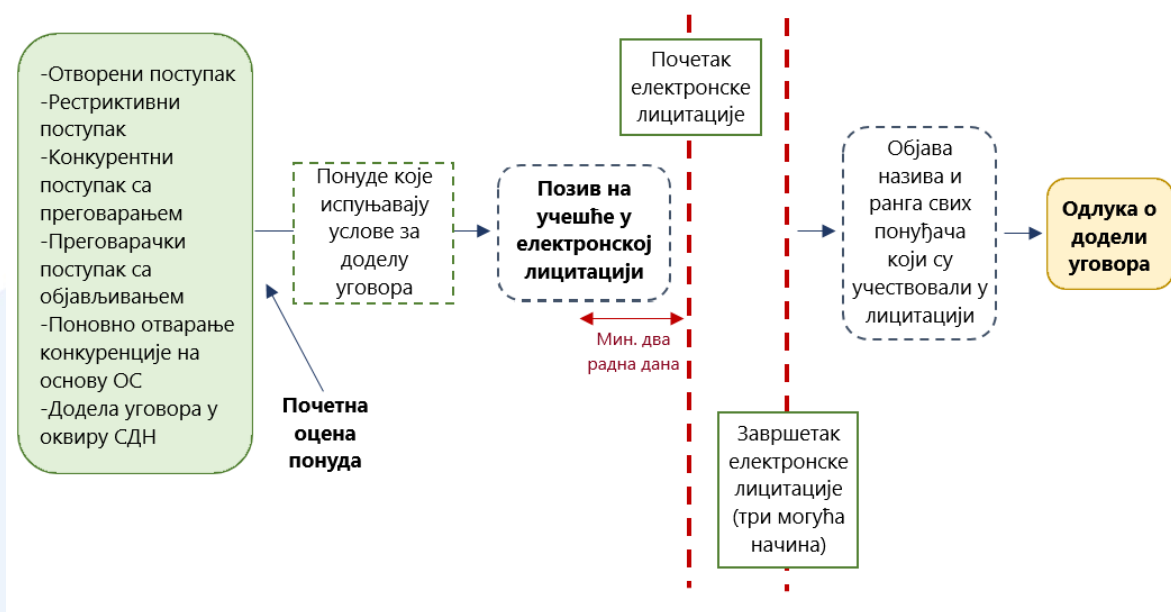 -Отворени поступак
-Рестриктивни
поступак
-Конкурентни
поступак са
преговарањем
-Преговарачки
поступак са
објављивањем
-Поновно отварање
конкуренције на
основу ОС
-Додела уговора у
оквиру СДН
Почетна
оцена
понуда
Понуде које
испуњавају
услове за
доделу
уговора
Позив на
учешће у
електронској
лицитацији
Мин. два
радна дана
Почетак
електронске
лицитације
Завршетак
електронске
лицитације
(три могућа
начина)
Објава
назива и
ранга свих
понуђача
који су
учествовали у
лицитацији
Одлука о
додели
уговора